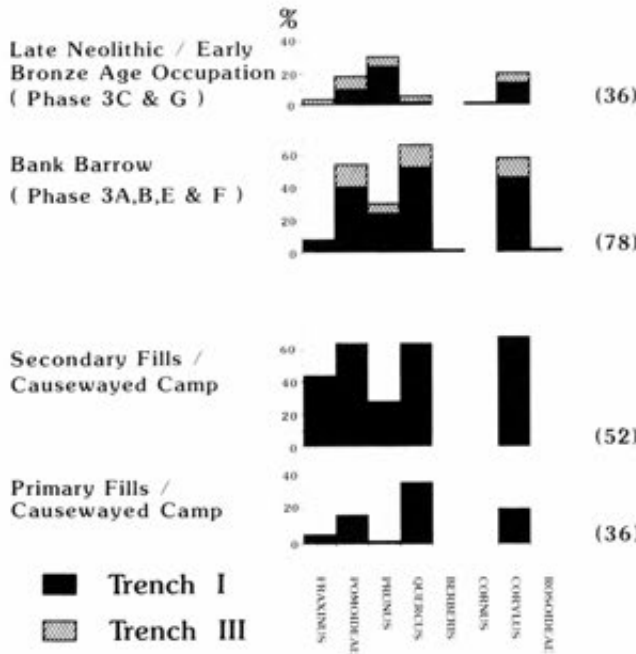 %
Late Neolithic / Early
Bronze Age Occupation
( Phase 3C & G )
40
20
0
(36)
Bank Barrow
( Phase 3A,B,E & F )
60
40
20
0
(78)
Secondary Fills /
Causewayed Camp
60
40
20
0
(52)
Primary Fills /
Causewayed Camp
40
20
0
(36)
FRAXINUS
POMOIDEAE
PRUNUS
QUERCUS
BERBERIS
CORNUS
CORYLUS
ROSOIDEAE
Trench I
Trench III